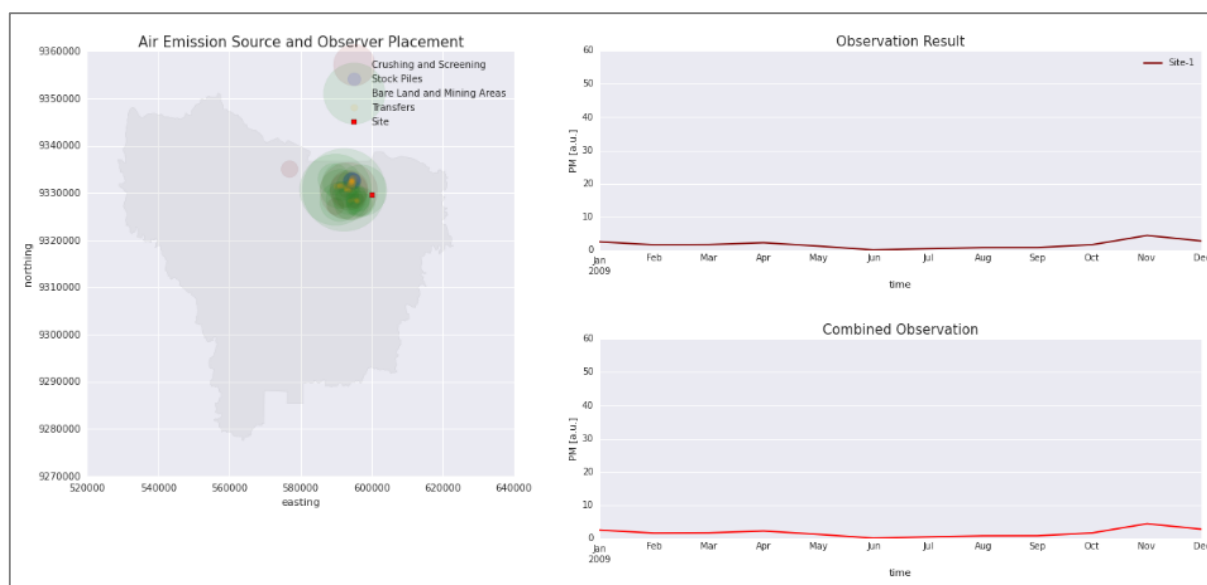 Air Emission Source and Observer Placement
9360000
9350000
9340000
9330000
9320000
9310000
9300000
9290000
9280000
9270000
northing
520000 540000 560000 580000 600000 620000 640000
easting
Crushing and Screening
Stock Piles
Bare Land and Mining Areas
Transfers
Site
Observation Result
60
50
40
30
20
10
0
PM [a.u.]
Site-1
Jan Feb Mar Apr May Jun Jul Aug Sep Oct Nov Dec
2009
time
Combined Observation
60
50
40
30
20
10
0
PM [a.u.]
Jan Feb Mar Apr May Jun Jul Aug Sep Oct Nov Dec
2009
time